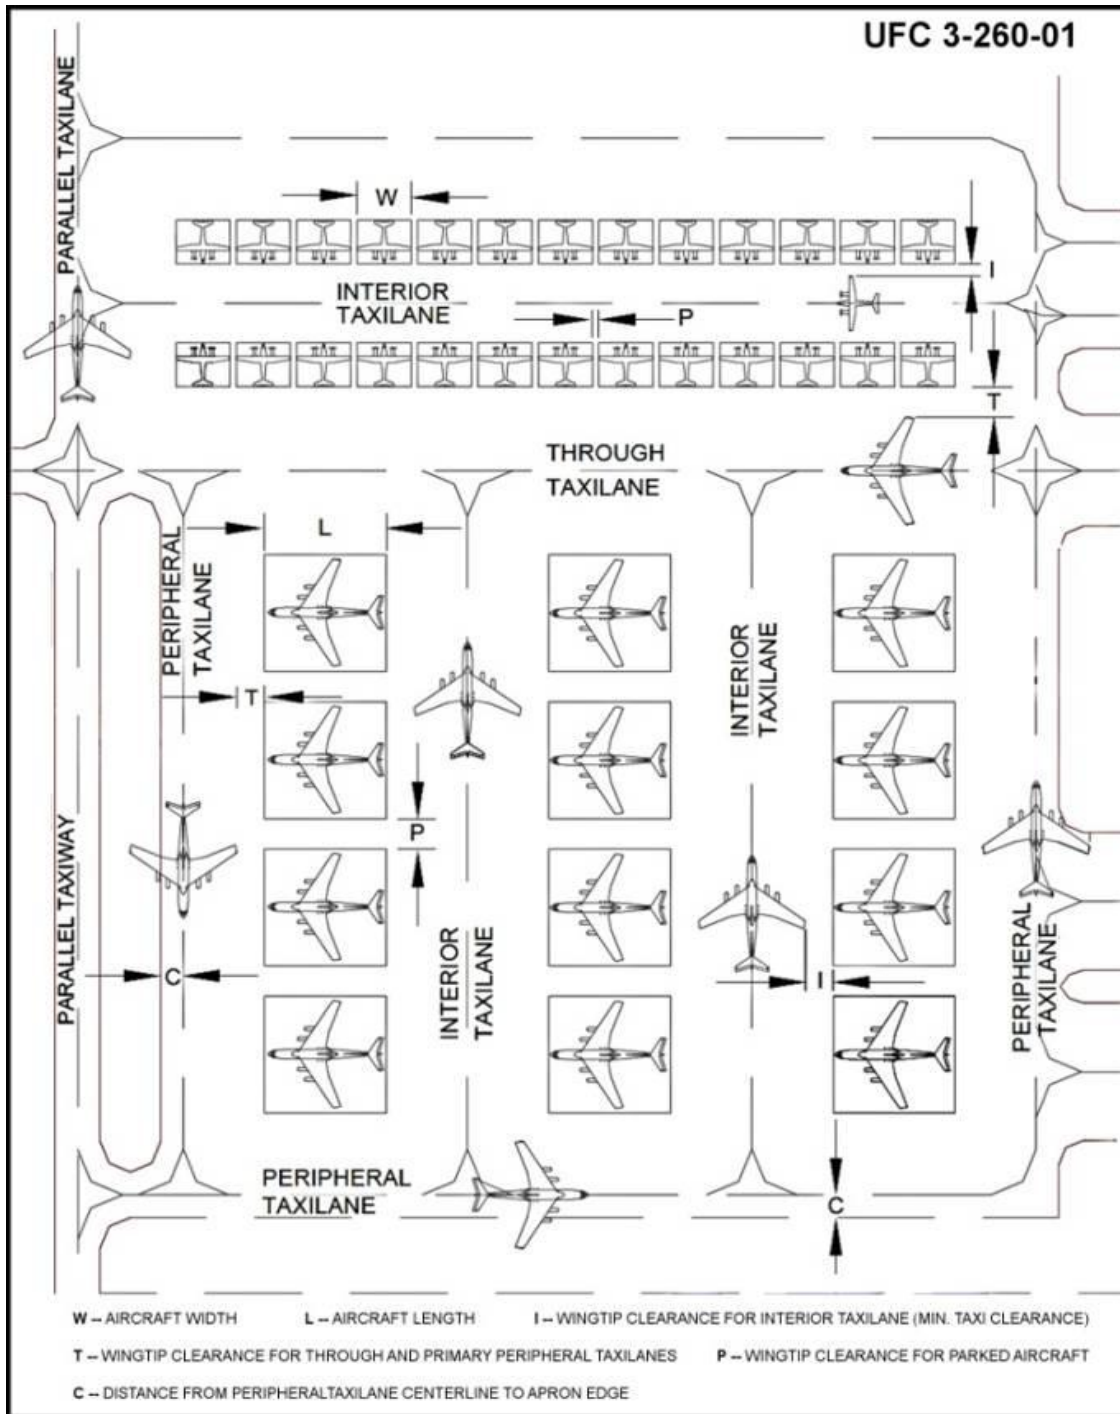 UFC 3-260-01
PARALLEL TAXILANE
W
INTERIOR
TAXILANE
I
P
T
THROUGH
TAXILANE
PERIPHERAL
TAXILANE
L
T
INTERIOR
TAXILANE
P
PARALLEL TAXIWAY
C
INTERIOR
TAXILANE
I
PERIPHERAL
TAXILANE
PERIPHERAL
TAXILANE
C
W -- AIRCRAFT WIDTH L -- AIRCRAFT LENGTH I -- WINGTIP CLEARANCE FOR INTERIOR TAXILANE (MIN. TAXI CLEARANCE)
T -- WINGTIP CLEARANCE FOR THROUGH AND PRIMARY PERIPHERAL TAXILANES P -- WINGTIP CLEARANCE FOR PARKED AIRCRAFT
C -- DISTANCE FROM PERIPHERALTAXILANE CENTERLINE TO APRON EDGE